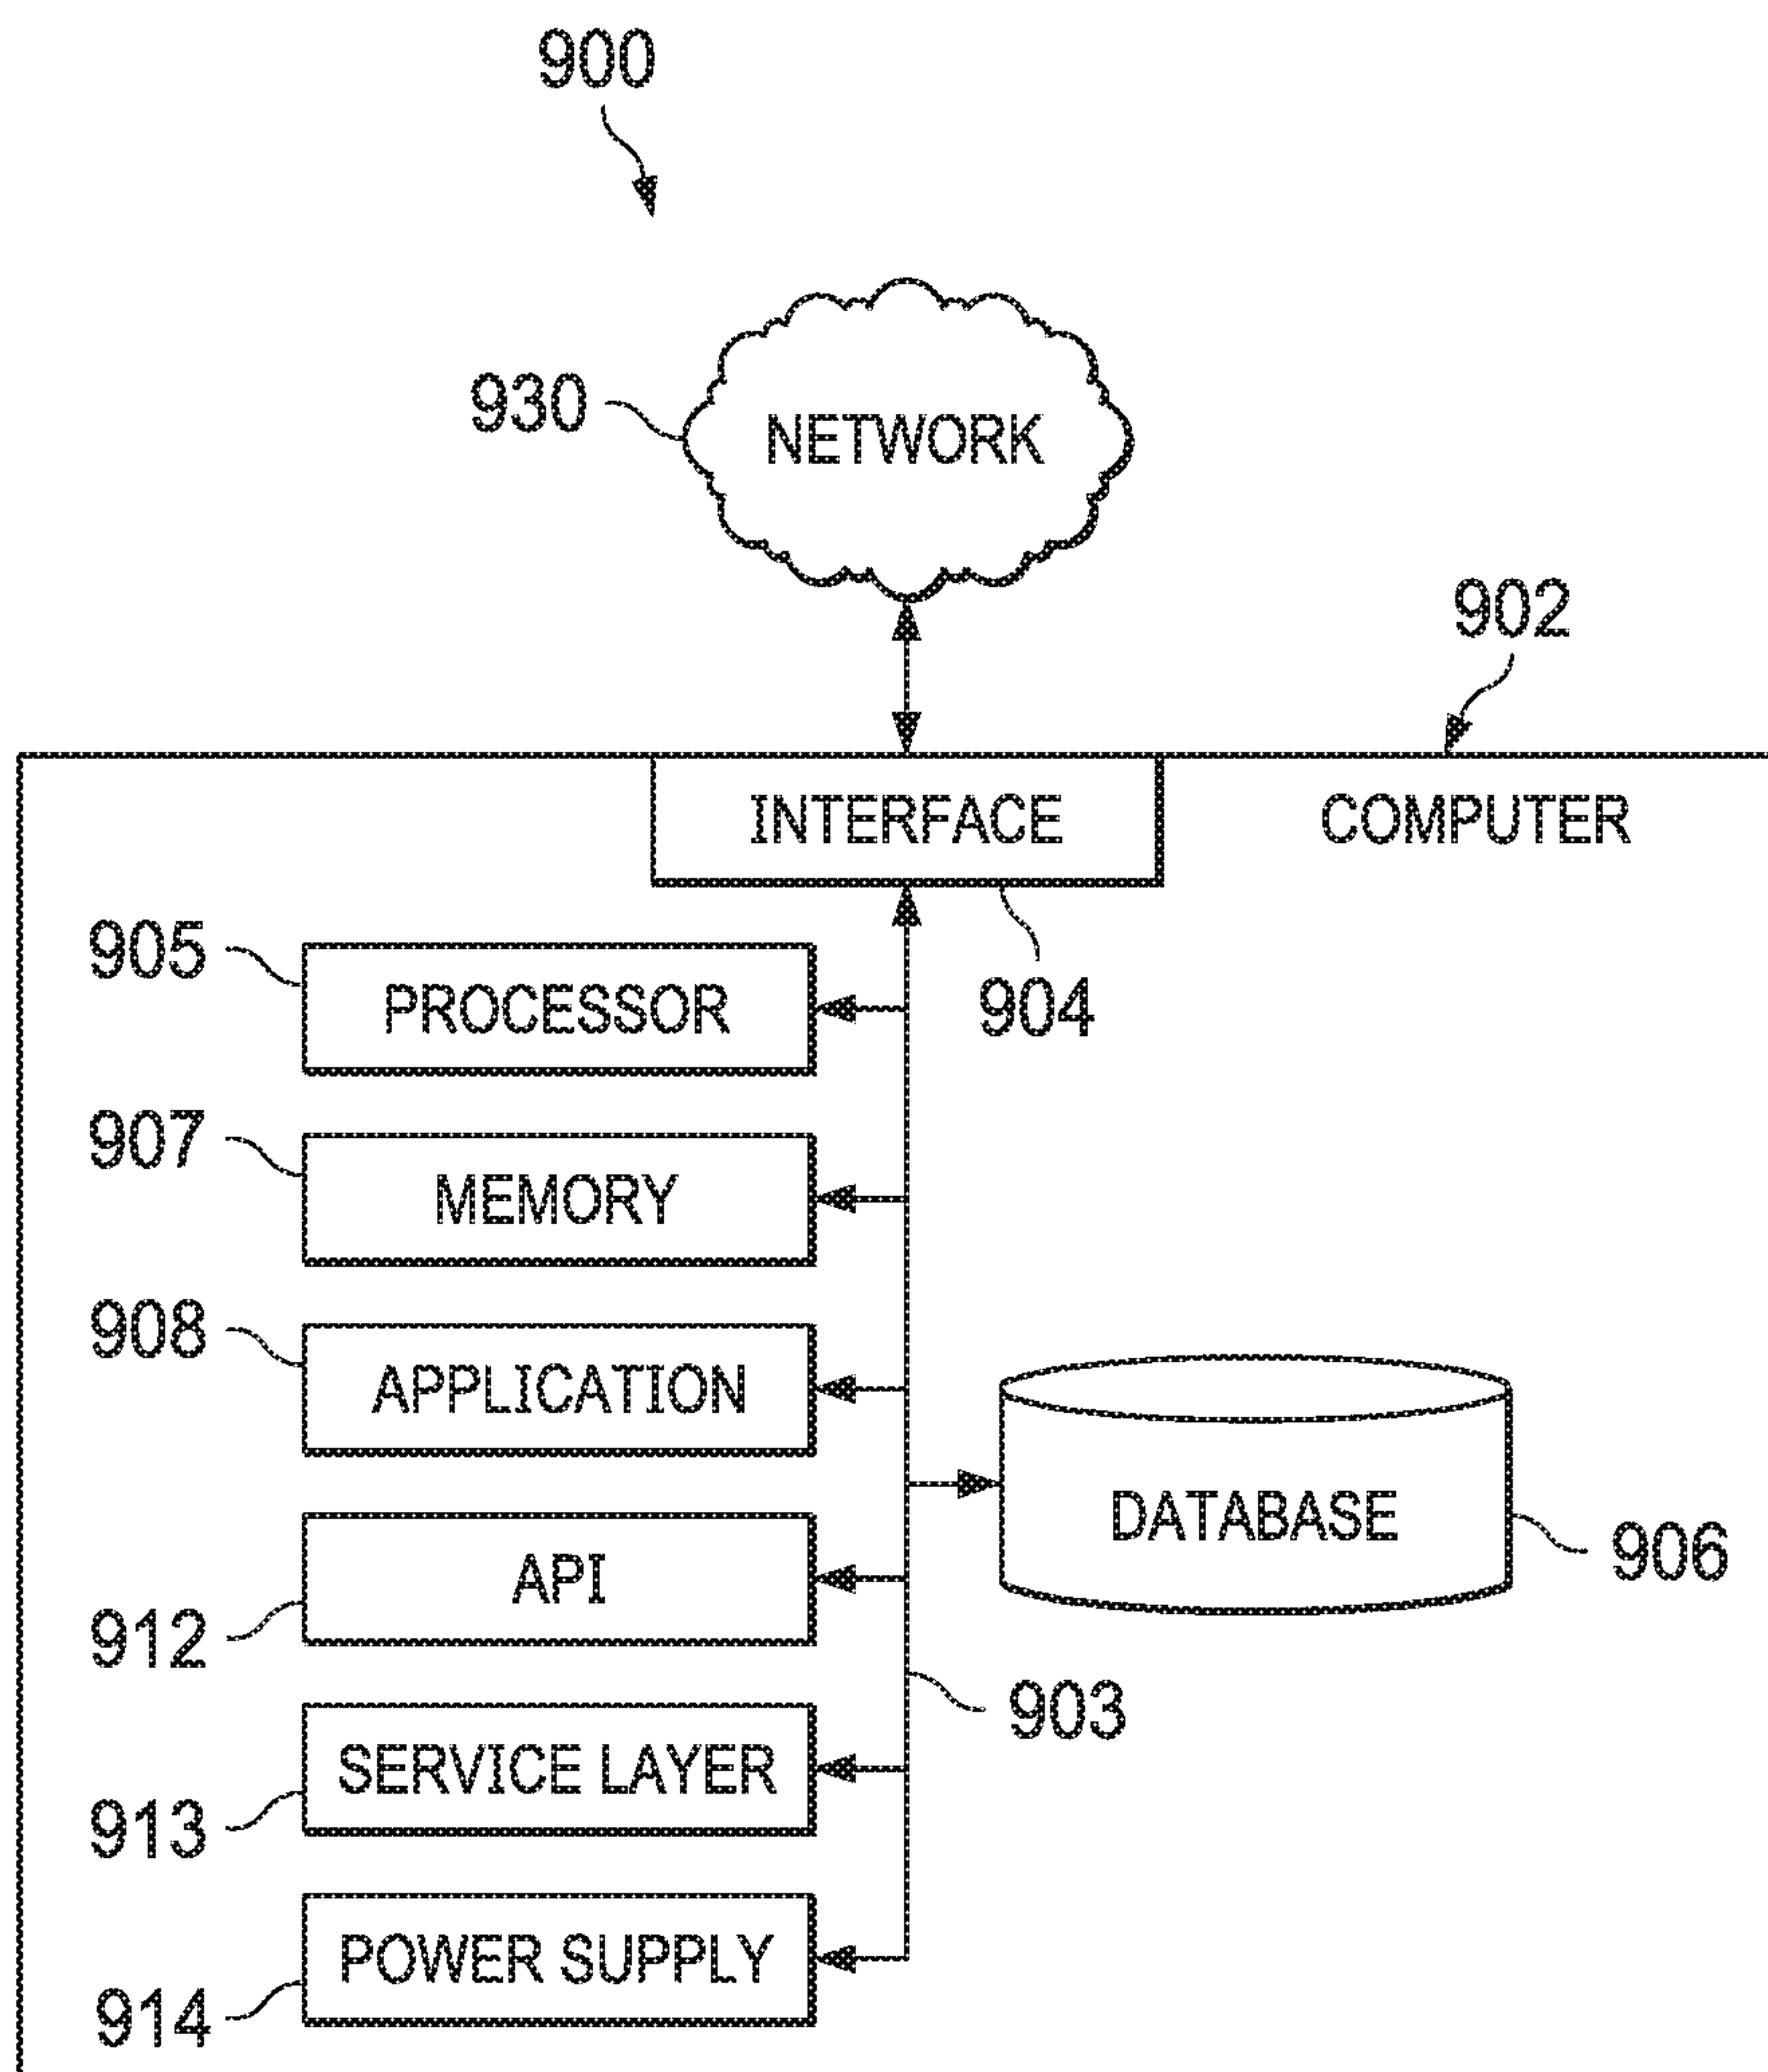 900
930
NETWORK
902
INTERFACE
COMPUTER
905
PROCESSOR
904
907
MEMORY
908
APPLICATION
DATABASE
906
API
912
903
SERVICE LAYER
913
POWER SUPPLY
914